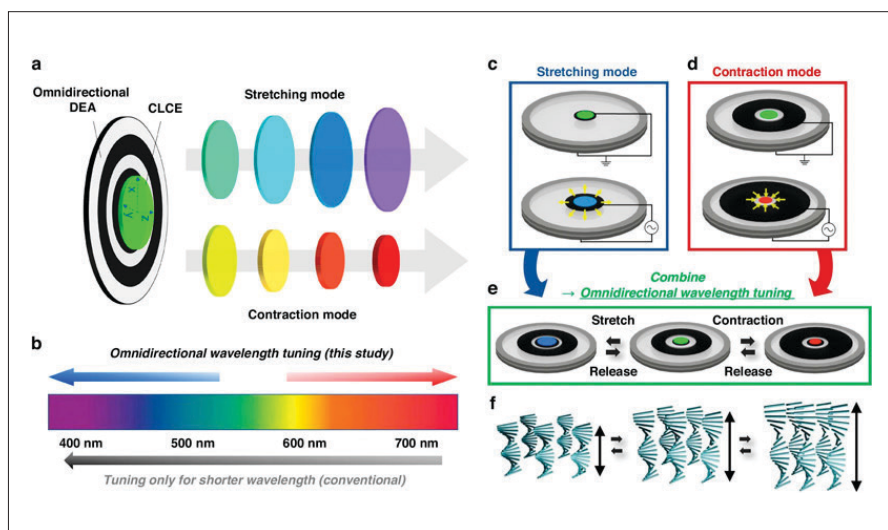 a
Omnidirectional
DEA
CLCE
Stretching mode
x
y
z
Contraction mode
b
Omnidirectional wavelength tuning (this study)
400 nm
500 nm
600 nm
700 nm
Tuning only for shorter wavelength (conventional)
c
Stretching mode
d
Contraction mode
Combine
→ Omnidirectional wavelength tuning
e
Stretch
Release
Contraction
Release
f